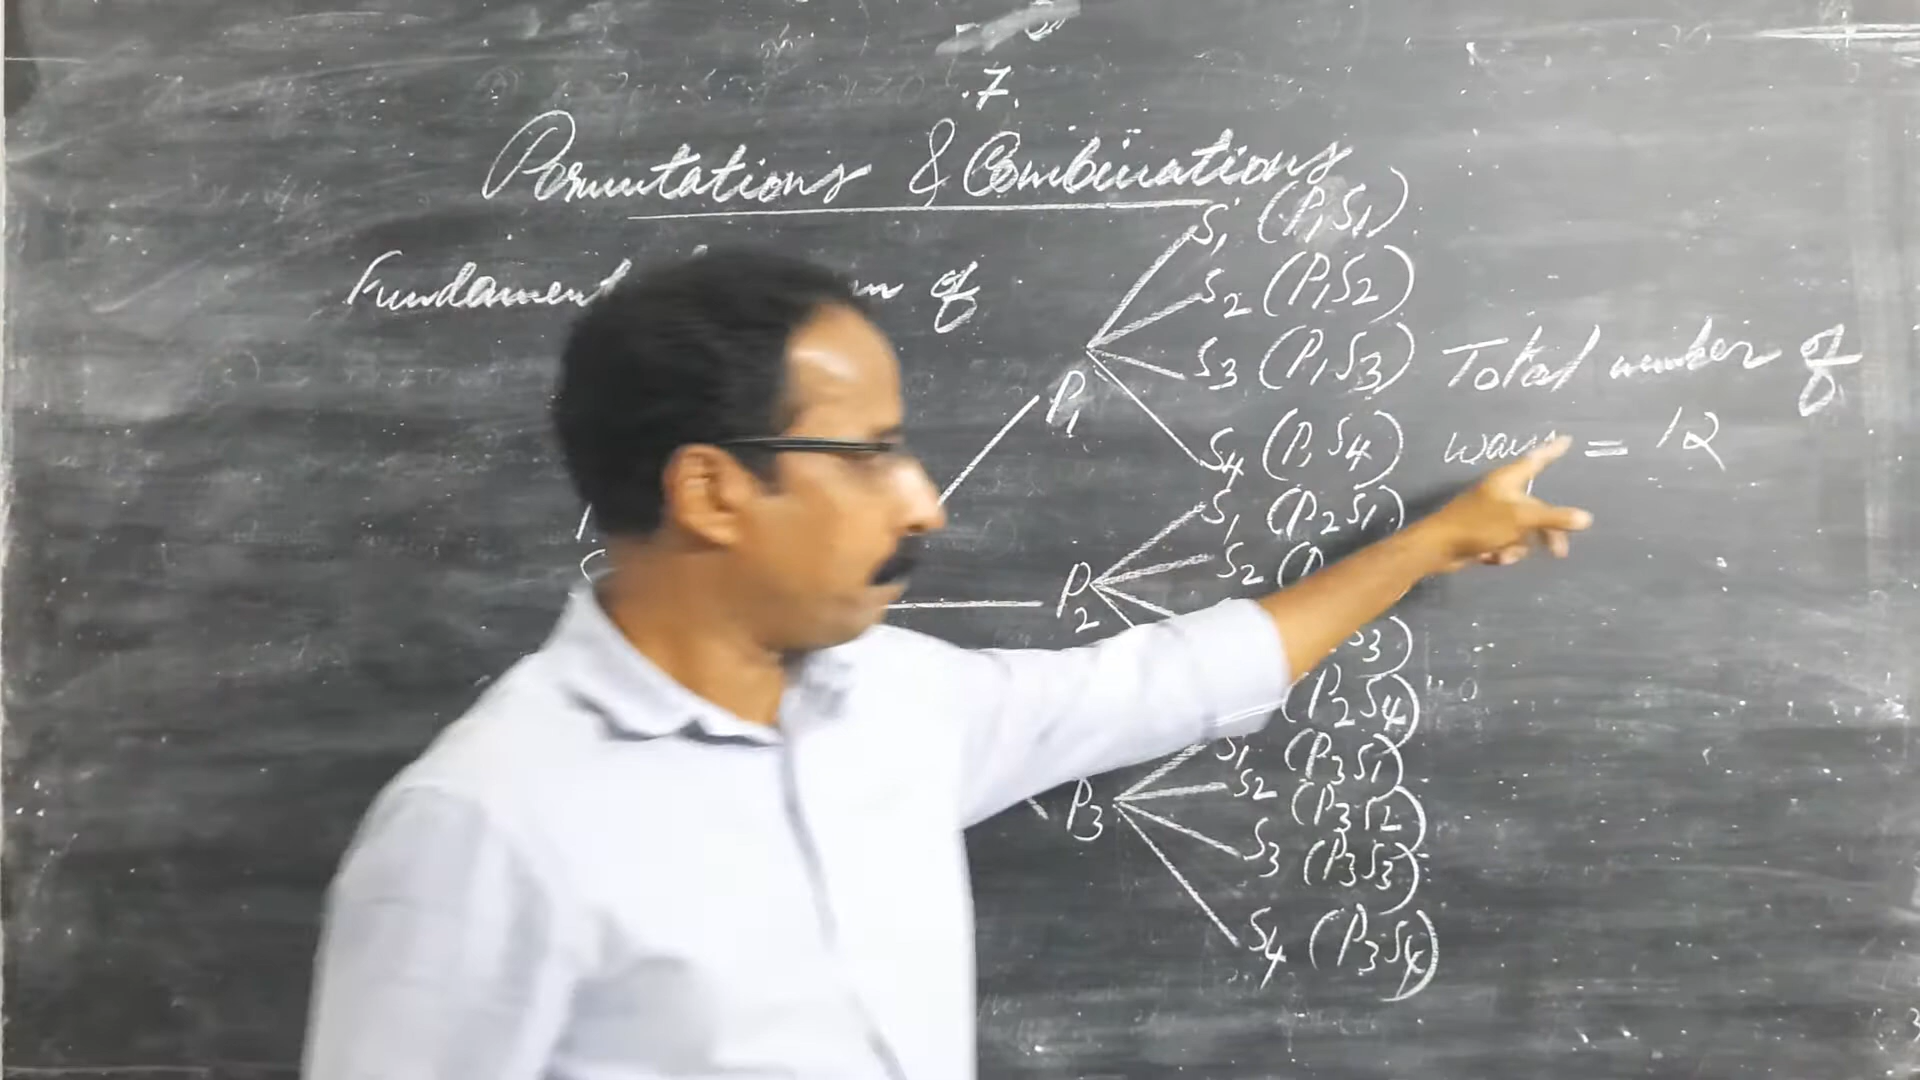 .7.
Permutations & Combinations
of
P1
S1 (P1S1)
S2 (P1S2)
S3 (P1S3)
S4 (P1S4)
Total number of
ways = 12
P2
S1 (P2S1)
S2
S3)
(P2S4)
P3
S1 (P3S1)
S2 (P3S2)
S3 (P3S3)
S4 (P3S4)